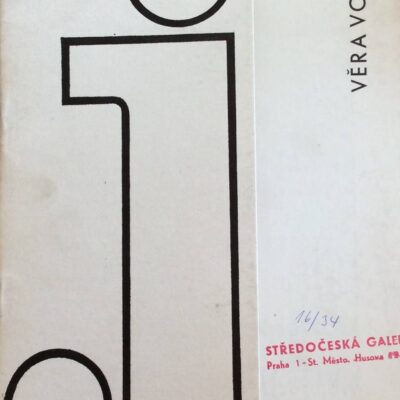 j
VĚRA VO
16/34
STŘEDOČESKÁ GALE
Praha 1 - St. Město, Husova